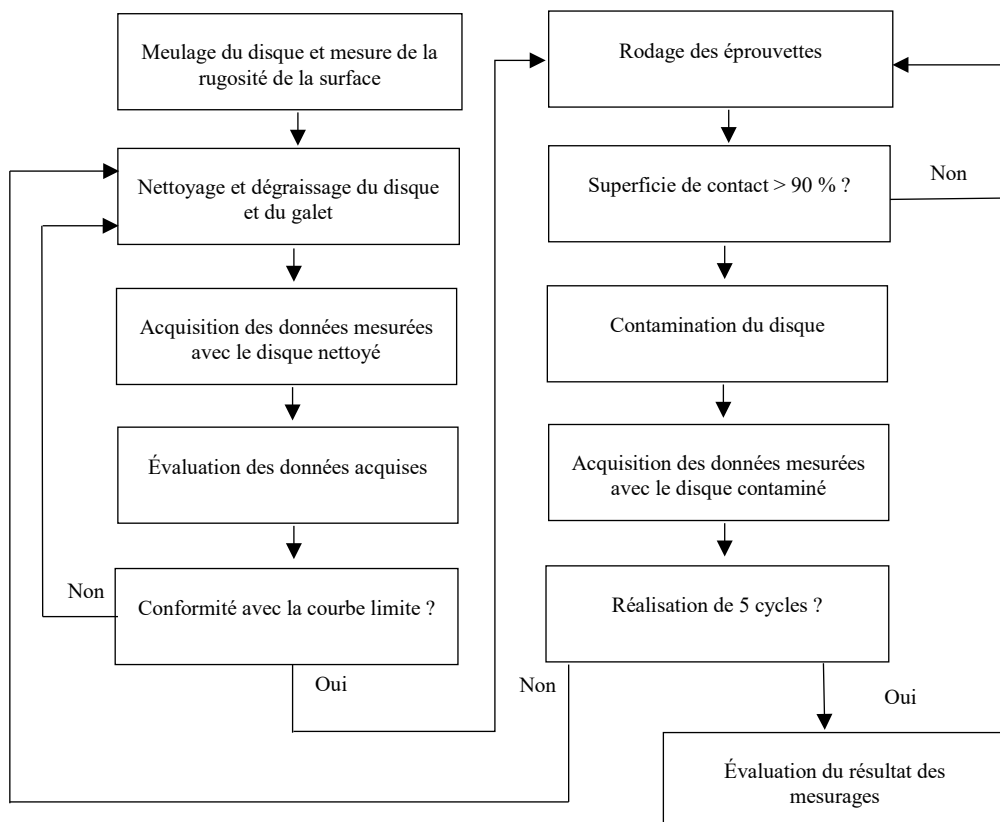 Meulage du disque et mesure de la
rugosité de la surface
Nettoyage et dégraissage du disque
et du galet
Acquisition des données mesurées
avec le disque nettoyé
Évaluation des données acquises
Non
Conformité avec la courbe limite ?
Oui
Rodage des éprouvettes
Superficie de contact > 90 % ?
Non
Contamination du disque
Acquisition des données mesurées
avec le disque contaminé
Réalisation de 5 cycles ?
Non
Oui
Évaluation du résultat des
mesurages